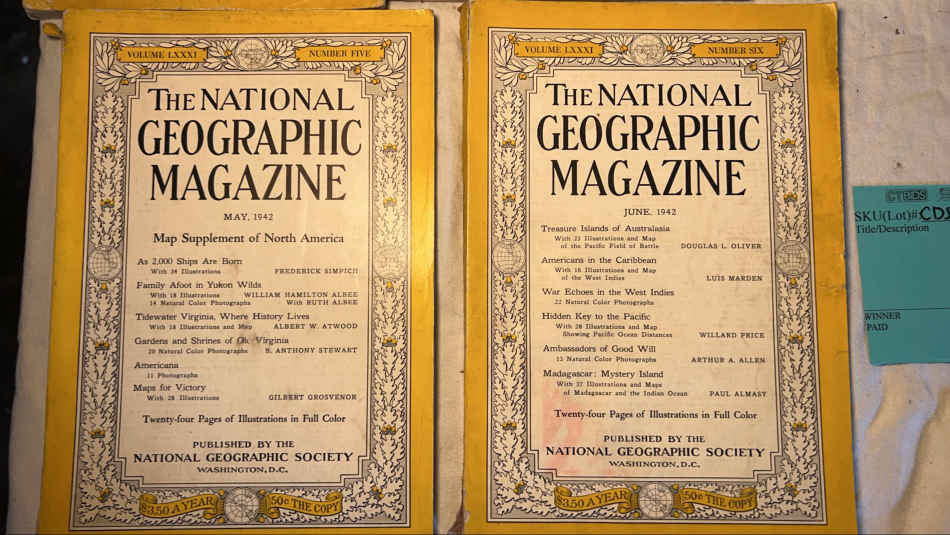 VOLUME LXXXI
NUMBER FIVE
THE NATIONAL
GEOGRAPHIC
MAGAZINE
MAY, 1942
Map Supplement of North America
As 2,000 Ships Are Born
With 34 Illustrations FREDERICK SIMPICH
Family Afoot in Yukon Wilds
With 18 Illustrations WILLIAM HAMILTON ALBEE
14 Natural Color Photographs With RUTH ALBEE
Tidewater Virginia, Where History Lives
With 18 Illustrations and Map ALBERT W. ATWOOD
Gardens and Shrines of Old Virginia
20 Natural Color Photographs B. ANTHONY STEWART
Americana
11 Photographs
Maps for Victory
With 28 Illustrations GILBERT GROSVENOR
Twenty-four Pages of Illustrations in Full Color
PUBLISHED BY THE
NATIONAL GEOGRAPHIC SOCIETY
WASHINGTON, D.C.
$3.50 A YEAR
50¢ THE COPY
VOLUME LXXXI
NUMBER SIX
THE NATIONAL
GEOGRAPHIC
MAGAZINE
JUNE, 1942
Treasure Islands of Australasia
With 23 Illustrations and Map
of the Pacific Field of Battle DOUGLAS L. OLIVER
Americans in the Caribbean
With 18 Illustrations and Map
of the West Indies LUIS MARDEN
War Echoes in the West Indies
22 Natural Color Photographs
Hidden Key to the Pacific
With 28 Illustrations and Map
Showing Pacific Ocean Distances WILLARD PRICE
Ambassadors of Good Will
13 Natural Color Photographs ARTHUR A. ALLEN
Madagascar: Mystery Island
With 37 Illustrations and Maps
of Madagascar and the Indian Ocean PAUL ALMASY
Twenty-four Pages of Illustrations in Full Color
PUBLISHED BY THE
NATIONAL GEOGRAPHIC SOCIETY
WASHINGTON, D.C.
$3.50 A YEAR
50¢ THE COPY
CTBIDS
SKU(Lot)#
Title/Description
WINNER
PAID